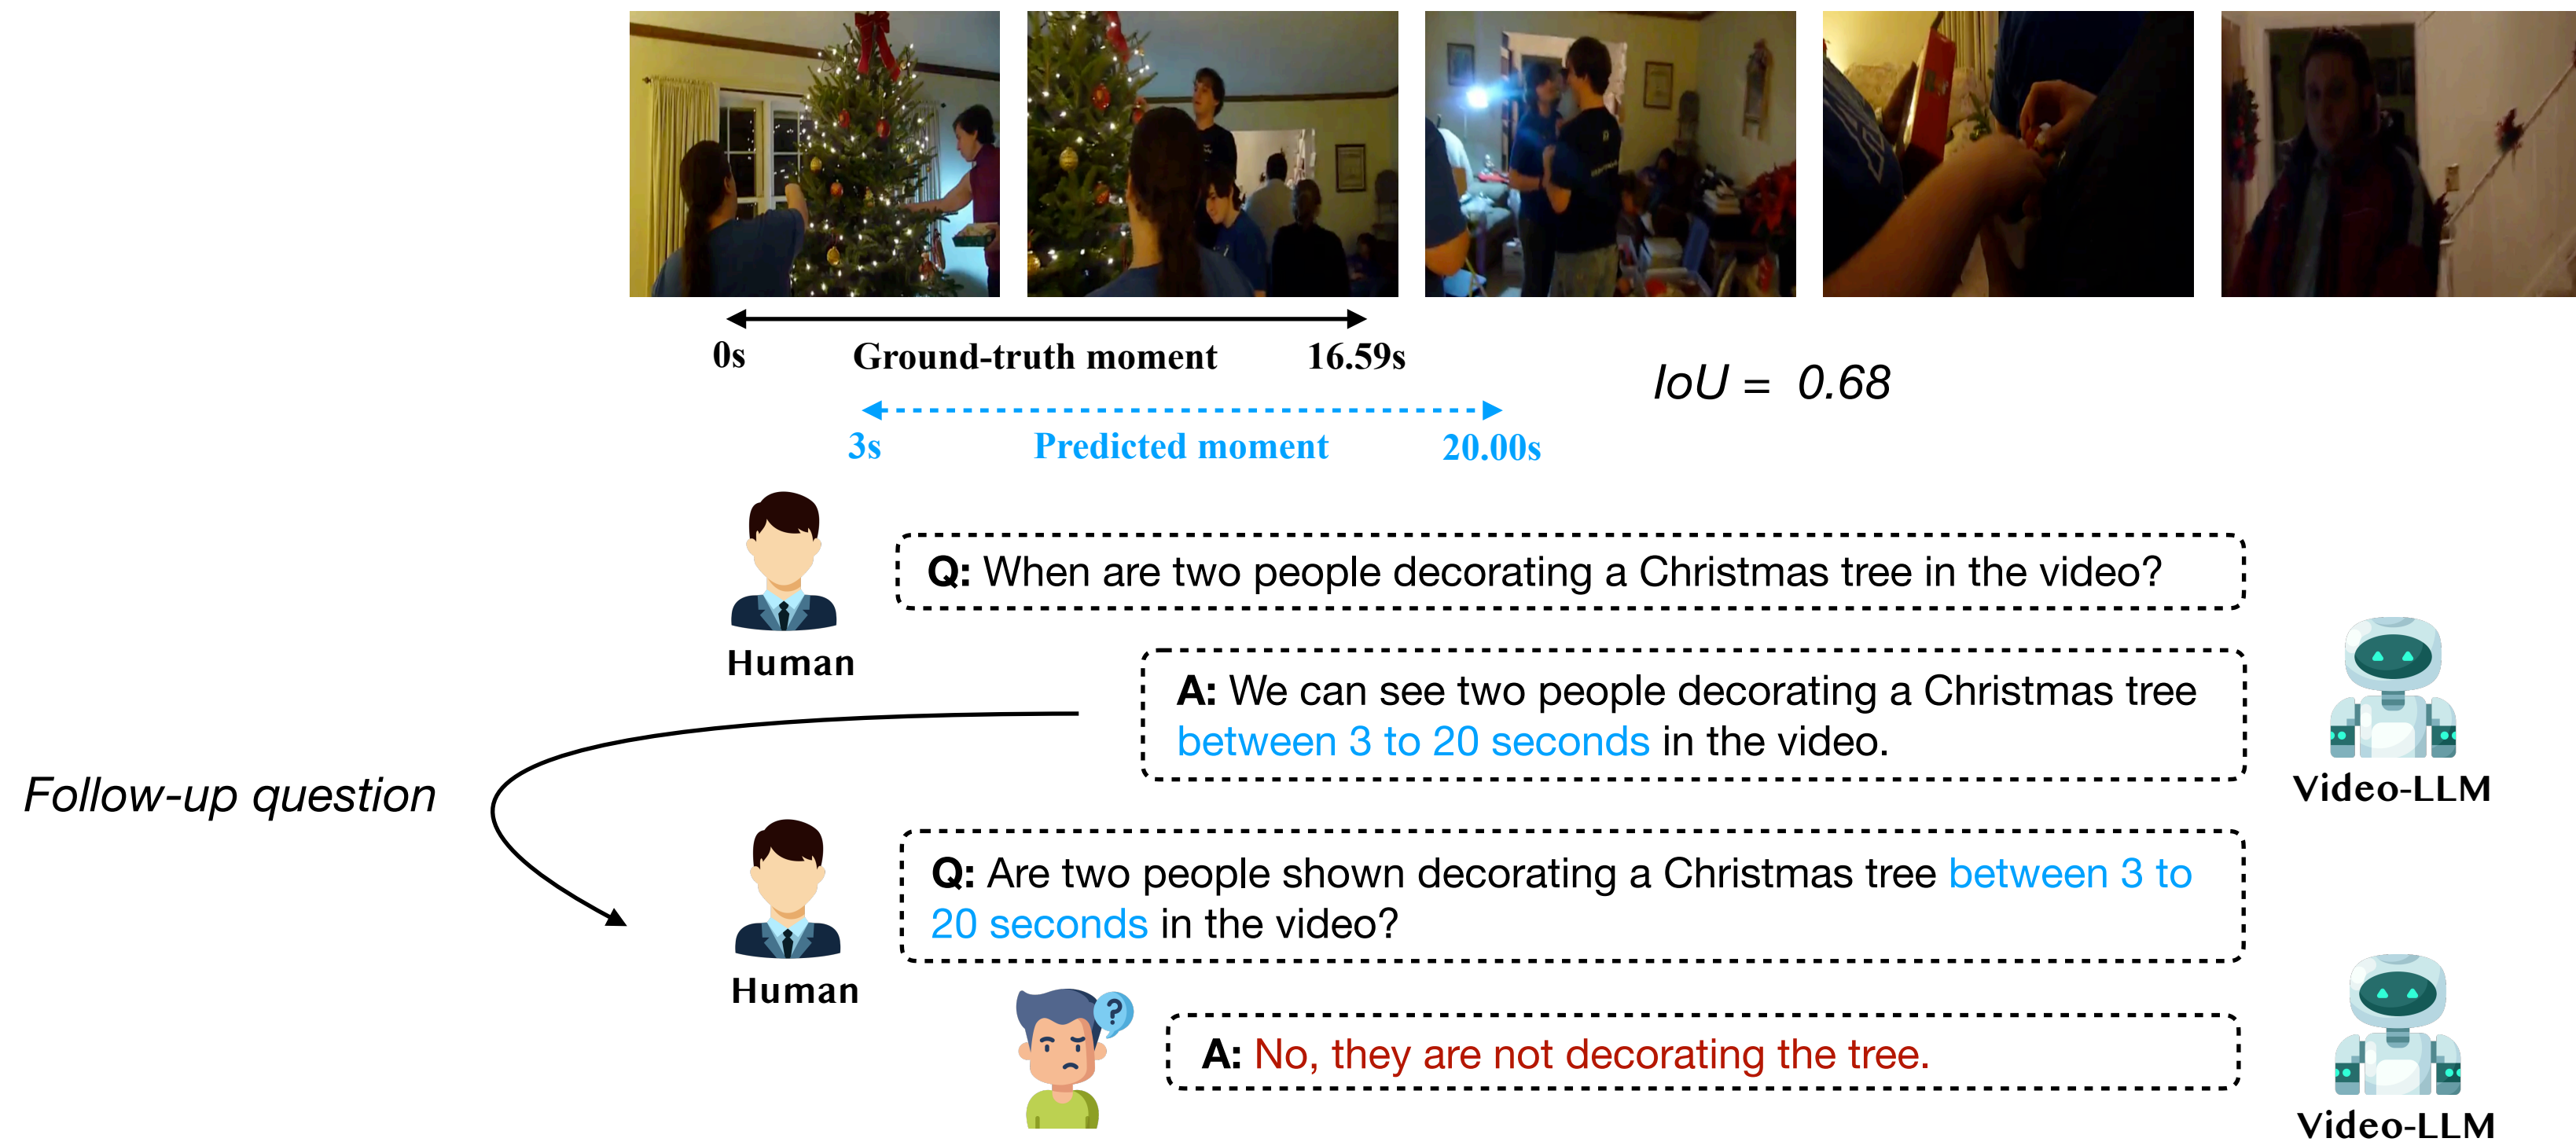 0s Ground-truth moment 16.59s
IoU = 0.68
3s Predicted moment 20.00s
Q: When are two people decorating a Christmas tree in the video?
Human
A: We can see two people decorating a Christmas tree
between 3 to 20 seconds in the video.
Video-LLM
Follow-up question
Q: Are two people shown decorating a Christmas tree between 3 to
20 seconds in the video?
Human
?
A: No, they are not decorating the tree.
Video-LLM